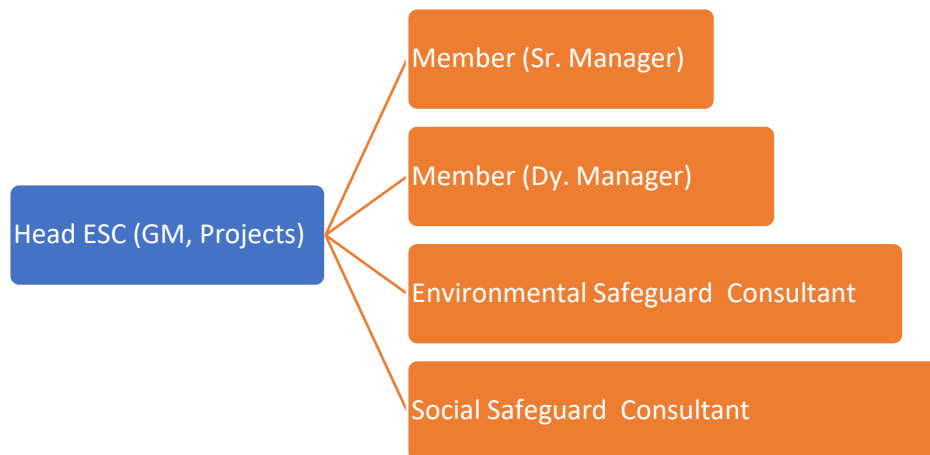 Member (Sr. Manager)
Member (Dy. Manager)
Head ESC (GM, Projects)
Environmental Safeguard  Consultant
Social Safeguard  Consultant